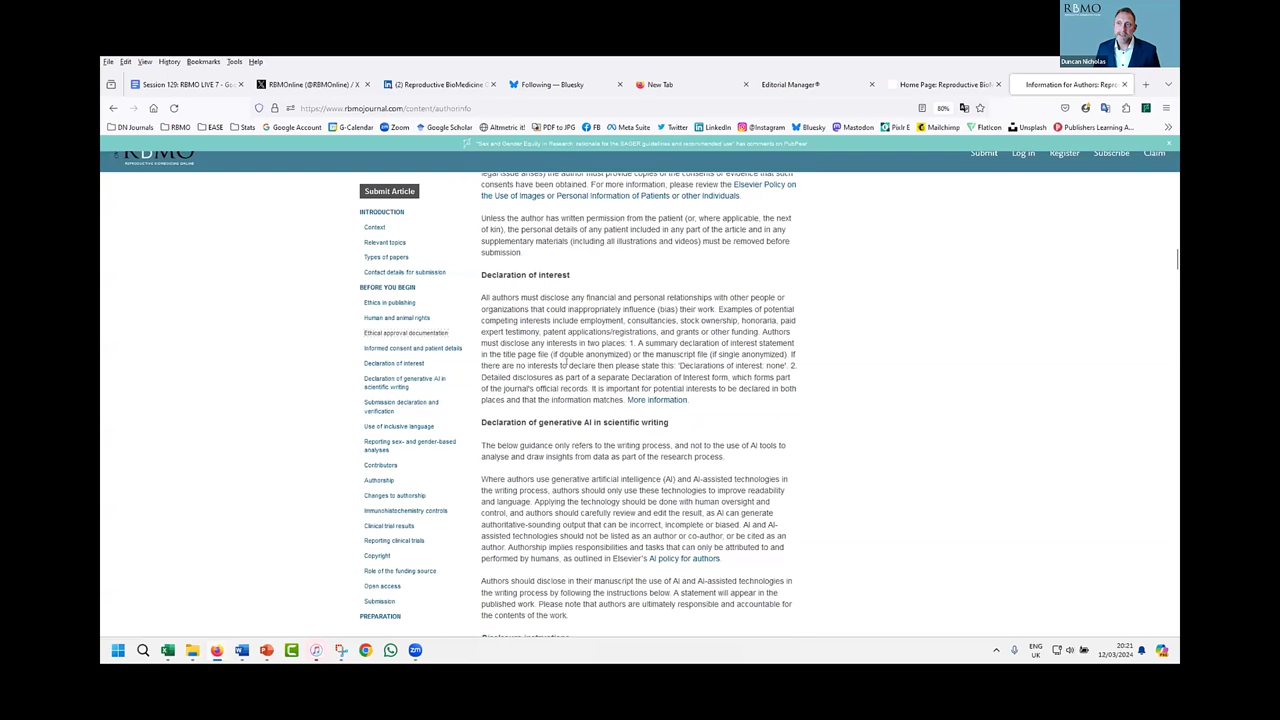 RBMO
Duncan Nicholas
File Edit View History Bookmarks Tools Help
Session 129: RBMO LIVE 7 - Go
RBMOnline (@RBMOnline) / X
(2) Reproductive BioMedicine
Following — Bluesky
New Tab
Editorial Manager®
Home Page: Reproductive Bio
Information for Authors: Repr
https://www.rbmojournal.com/content/authorinfo
80%
DN Journals RBMO EASE Stats Google Account G-Calendar Zoom Google Scholar Altmetric it! PDF to JPG FB Meta Suite Twitter LinkedIn @Instagram Bluesky Mastodon Pixlr E Mailchimp Flaticon Unsplash Publishers Learning A...
"Sex and Gender Equity in Research: rationale for the SAGER guidelines and recommended use" has comments on PubPeer
RBMO
REPRODUCTIVE BIOMEDICINE ONLINE
Submit Log in Register Subscribe Claim
Submit Article
INTRODUCTION
Context
Relevant topics
Types of papers
Contact details for submission
BEFORE YOU BEGIN
Ethics in publishing
Human and animal rights
Ethical approval documentation
Informed consent and patient details
Declaration of interest
Declaration of generative AI in
scientific writing
Submission declaration and
verification
Use of inclusive language
Reporting sex- and gender-based
analyses
Contributors
Authorship
Changes to authorship
Immunohistochemistry controls
Clinical trial results
Reporting clinical trials
Copyright
Role of the funding source
Open access
Submission
PREPARATION
legal issue arises) the author must provide copies of the consents or evidence that such
consents have been obtained. For more information, please review the Elsevier Policy on
the Use of Images or Personal Information of Patients or other Individuals.
Unless the author has written permission from the patient (or, where applicable, the next
of kin), the personal details of any patient included in any part of the article and in any
supplementary materials (including all illustrations and videos) must be removed before
submission.
Declaration of interest
All authors must disclose any financial and personal relationships with other people or
organizations that could inappropriately influence (bias) their work. Examples of potential
competing interests include employment, consultancies, stock ownership, honoraria, paid
expert testimony, patent applications/registrations, and grants or other funding. Authors
must disclose any interests in two places: 1. A summary declaration of interest statement
in the title page file (if double anonymized) or the manuscript file (if single anonymized). If
there are no interests to declare then please state this: 'Declarations of interest: none'. 2.
Detailed disclosures as part of a separate Declaration of Interest form, which forms part
of the journal's official records. It is important for potential interests to be declared in both
places and that the information matches. More information.
Declaration of generative AI in scientific writing
The below guidance only refers to the writing process, and not to the use of AI tools to
analyse and draw insights from data as part of the research process.
Where authors use generative artificial intelligence (AI) and AI-assisted technologies in
the writing process, authors should only use these technologies to improve readability
and language. Applying the technology should be done with human oversight and
control, and authors should carefully review and edit the result, as AI can generate
authoritative-sounding output that can be incorrect, incomplete or biased. AI and AI-
assisted technologies should not be listed as an author or co-author, or be cited as an
author. Authorship implies responsibilities and tasks that can only be attributed to and
performed by humans, as outlined in Elsevier's AI policy for authors.
Authors should disclose in their manuscript the use of AI and AI-assisted technologies in
the writing process by following the instructions below. A statement will appear in the
published work. Please note that authors are ultimately responsible and accountable for
the contents of the work.
Disclosure instructions
ENG
UK
20:21
12/03/2024